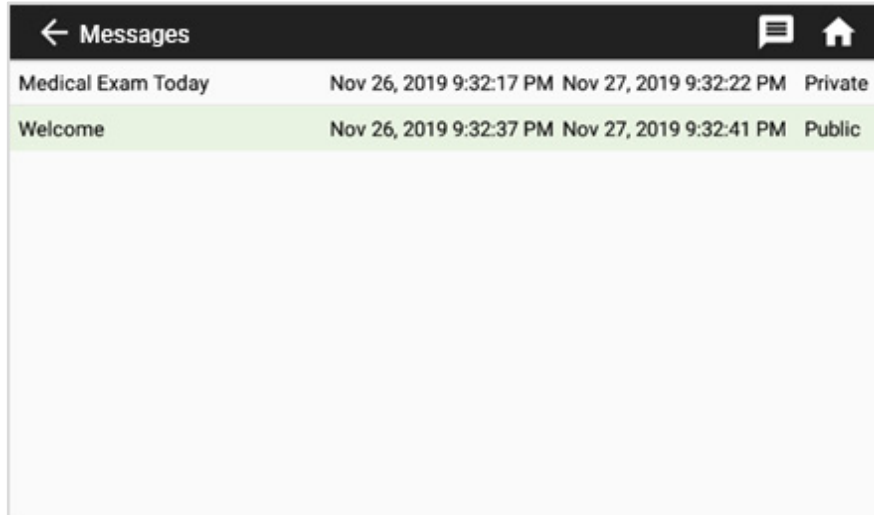 Messages
Medical Exam Today Nov 26, 2019 9:32:17 PM Nov 27, 2019 9:32:22 PM Private
Welcome Nov 26, 2019 9:32:37 PM Nov 27, 2019 9:32:41 PM Public